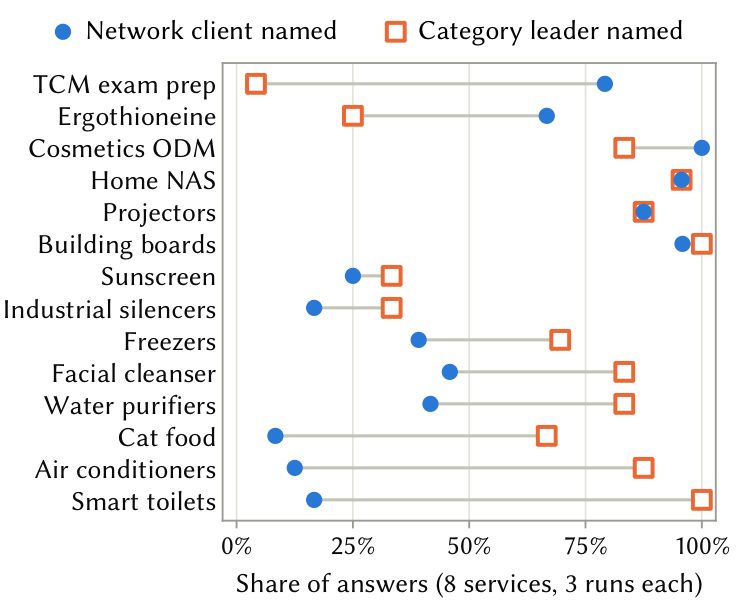 Network client named
Category leader named
TCM exam prep
Ergothioneine
Cosmetics ODM
Home NAS
Projectors
Building boards
Sunscreen
Industrial silencers
Freezers
Facial cleanser
Water purifiers
Cat food
Air conditioners
Smart toilets
0% 25% 50% 75% 100%
Share of answers (8 services, 3 runs each)